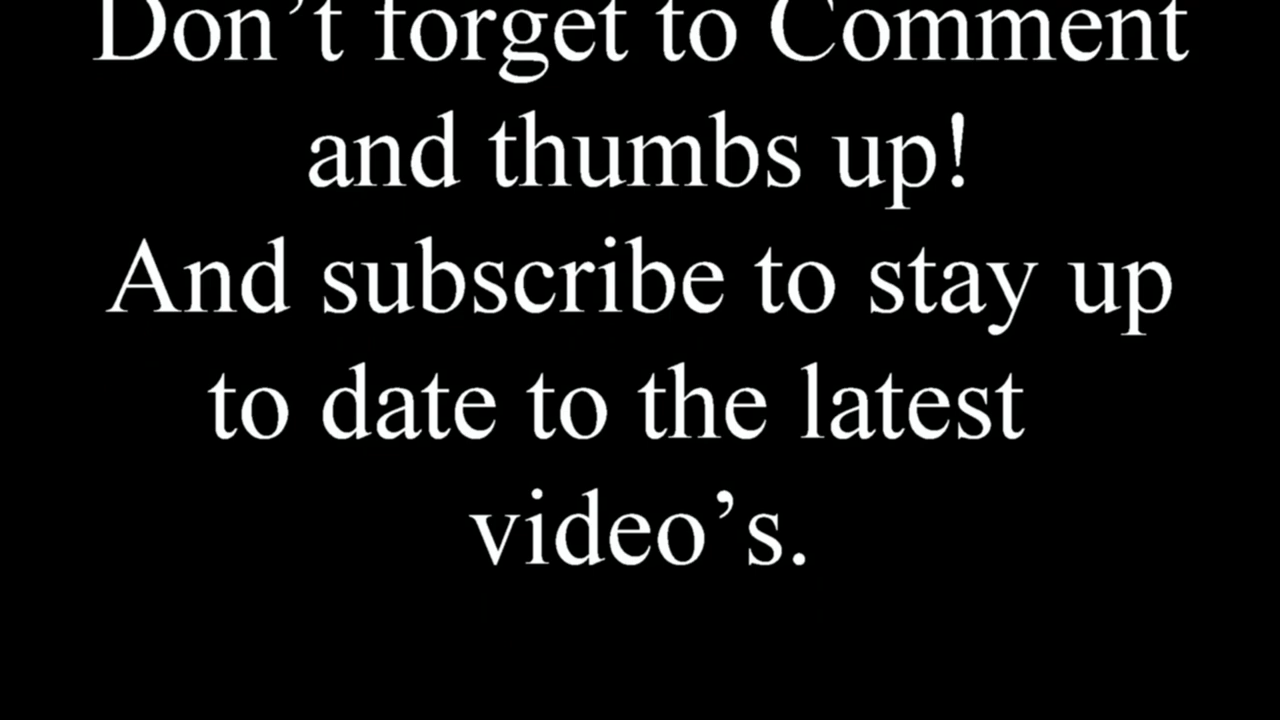 Don’t forget to Comment
and thumbs up!
And subscribe to stay up
to date to the latest
video’s.